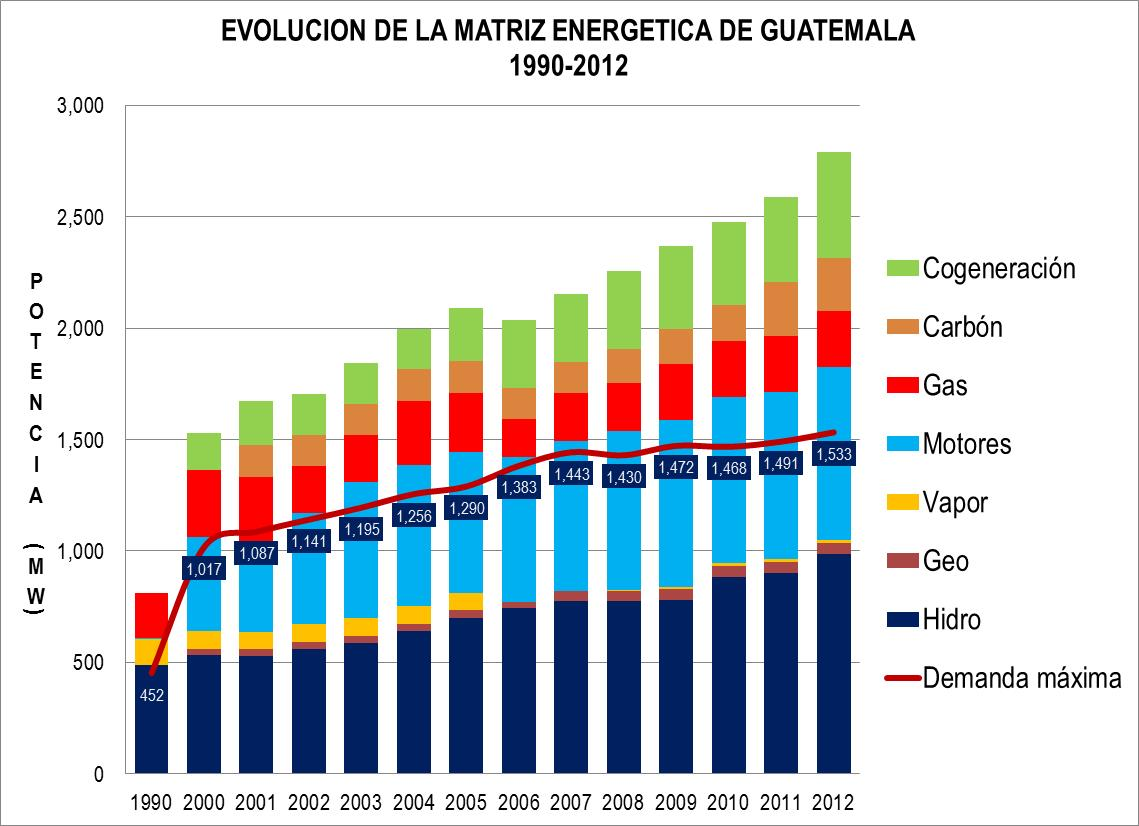 EVOLUCION DE LA MATRIZ ENERGETICA DE GUATEMALA
1990-2012
POTENCIA (MW)
3,000
2,500
2,000
1,500
1,000
500
0
452
1,017
1,087
1,141
1,195
1,256
1,290
1,383
1,443
1,430
1,472
1,468
1,491
1,533
1990 2000 2001 2002 2003 2004 2005 2006 2007 2008 2009 2010 2011 2012
Cogeneración
Carbón
Gas
Motores
Vapor
Geo
Hidro
Demanda máxima